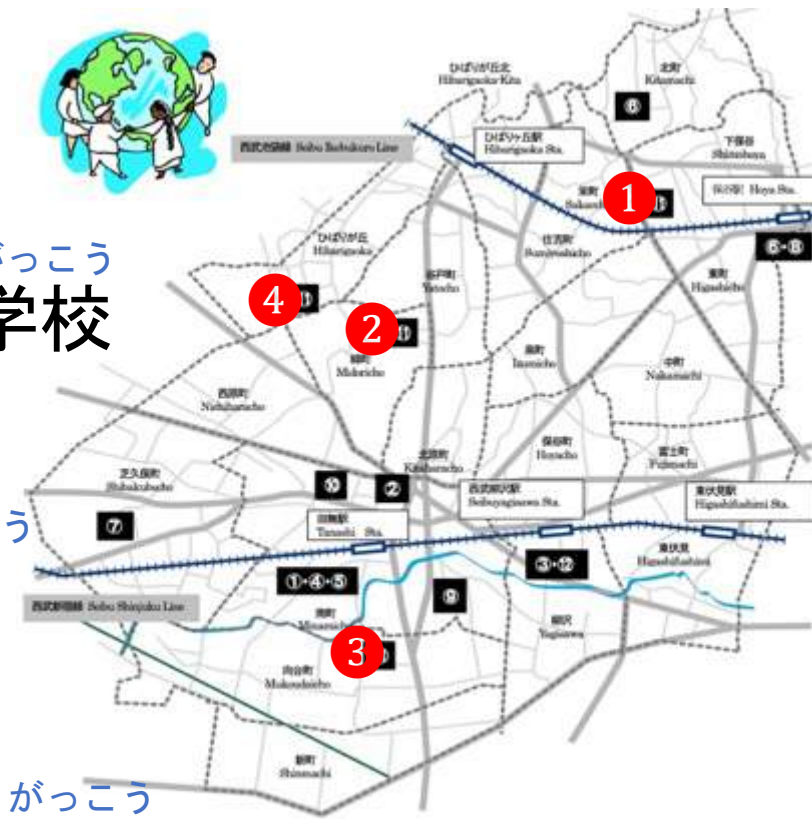 ひばりが丘北
Hibarigaoka-Kita
北町
Kitamachi
⑥
西武池袋線 Seibu Ikebukuro Line
ひばりヶ丘駅
Hibarigaoka Sta.
下保谷
Shimohoya
栄町
1
⑪
保谷駅 Hoya Sta.
がっこう
学校
ひばりが丘
Hibarigaoka
谷戸町
Yatocho
住吉町
Sumiyoshicho
⑥・⑧
東町
Higashicho
4
⑪
2
⑪
緑町
Midoricho
泉町
Izumicho
中町
Nakamachi
西原町
Nishiharacho
北原町
Kitaharacho
保谷町
Hoyacho
富士町
Fujimachi
芝久保町
Shibakubocho
⑩
②
西武柳沢駅
Seibuyagisawa Sta.
東伏見駅
Higashifushimi Sta.
う
⑦
田無駅
Tanashi Sta.
東伏見
Higashifushimi
①・④・⑤
③・⑫
西武新宿線 Seibu Shinjuku Line
南町
⑨
柳沢
Yagisawa
3
向台町
Mukoudaicho
新町
Shinmachi
がっこう